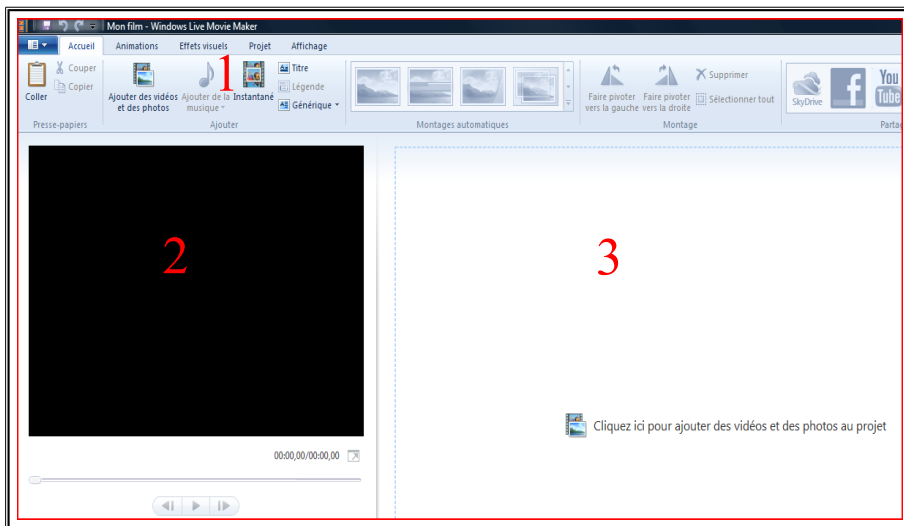 Mon film - Windows Live Movie Maker
Accueil Animations Effets visuels Projet Affichage
1
Coller
Couper
Copier
Presse-papiers
Ajouter des vidéos
et des photos
Ajouter de la
musique
Instantané
Titre
Légende
Générique
Ajouter
Montages automatiques
Faire pivoter
vers la gauche
Faire pivoter
vers la droite
Supprimer
Sélectionner tout
Montage
SkyDrive
f
You
Tube
Partag
2
3
Cliquez ici pour ajouter des vidéos et des photos au projet
00:00,00/00:00,00